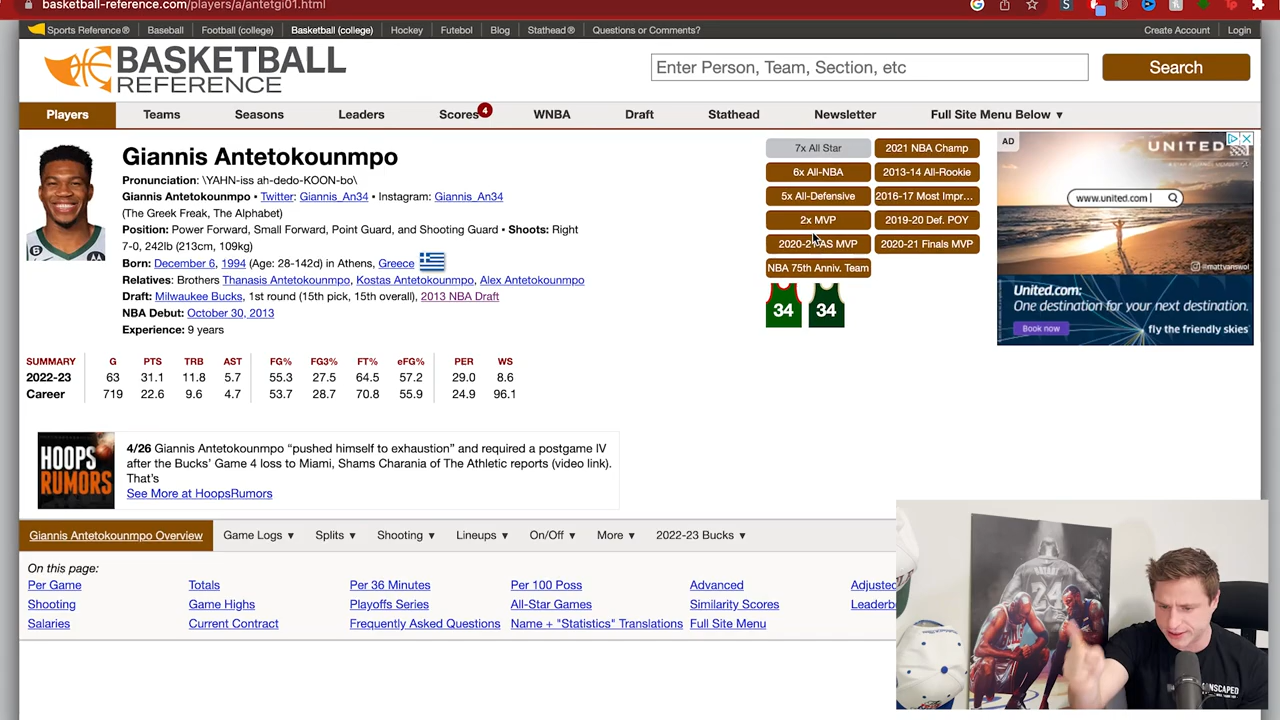 basketball-reference.com/players/a/antetgi01.html
Sports Reference® Baseball Football (college) Basketball (college) Hockey Futebol Blog Stathead® Questions or Comments? Create Account Login
BASKETBALL
REFERENCE
Enter Person, Team, Section, etc
Search
Players Teams Seasons Leaders Scores 4 WNBA Draft Stathead Newsletter Full Site Menu Below ▼
Giannis Antetokounmpo
Pronunciation: \YAHN-iss ah-dedo-KOON-bo\
Giannis Antetokounmpo • Twitter: Giannis_An34 • Instagram: Giannis_An34
(The Greek Freak, The Alphabet)
Position: Power Forward, Small Forward, Point Guard, and Shooting Guard • Shoots: Right
7-0, 242lb (213cm, 109kg)
Born: December 6, 1994 (Age: 28-142d) in Athens, Greece
Relatives: Brothers Thanasis Antetokounmpo, Kostas Antetokounmpo, Alex Antetokounmpo
Draft: Milwaukee Bucks, 1st round (15th pick, 15th overall), 2013 NBA Draft
NBA Debut: October 30, 2013
Experience: 9 years
7x All Star 2021 NBA Champ
6x All-NBA 2013-14 All-Rookie
5x All-Defensive 2016-17 Most Impr...
2x MVP 2019-20 Def. POY
AS MVP 2020-21 Finals MVP
NBA 75th Anniv. Team
34 34
AD
UNITED
www.united.com
@mattvanswol
United.com:
One destination for your next destination.
Book now
fly the friendly skies
SUMMARY G PTS TRB AST FG% FG3% FT% eFG% PER WS
2022-23 63 31.1 11.8 5.7 55.3 27.5 64.5 57.2 29.0 8.6
Career 719 22.6 9.6 4.7 53.7 28.7 70.8 55.9 24.9 96.1
HOOPS
RUMORS
4/26 Giannis Antetokounmpo “pushed himself to exhaustion” and required a postgame IV
after the Bucks’ Game 4 loss to Miami, Shams Charania of The Athletic reports (video link).
That’s
See More at HoopsRumors
Giannis Antetokounmpo Overview Game Logs ▼ Splits ▼ Shooting ▼ Lineups ▼ On/Off ▼ More ▼ 2022-23 Bucks ▼
On this page:
Per Game Totals Per 36 Minutes Per 100 Poss Advanced Adjusted
Shooting Game Highs Playoffs Series All-Star Games Similarity Scores Leaderb
Salaries Current Contract Frequently Asked Questions Name + "Statistics" Translations Full Site Menu
24